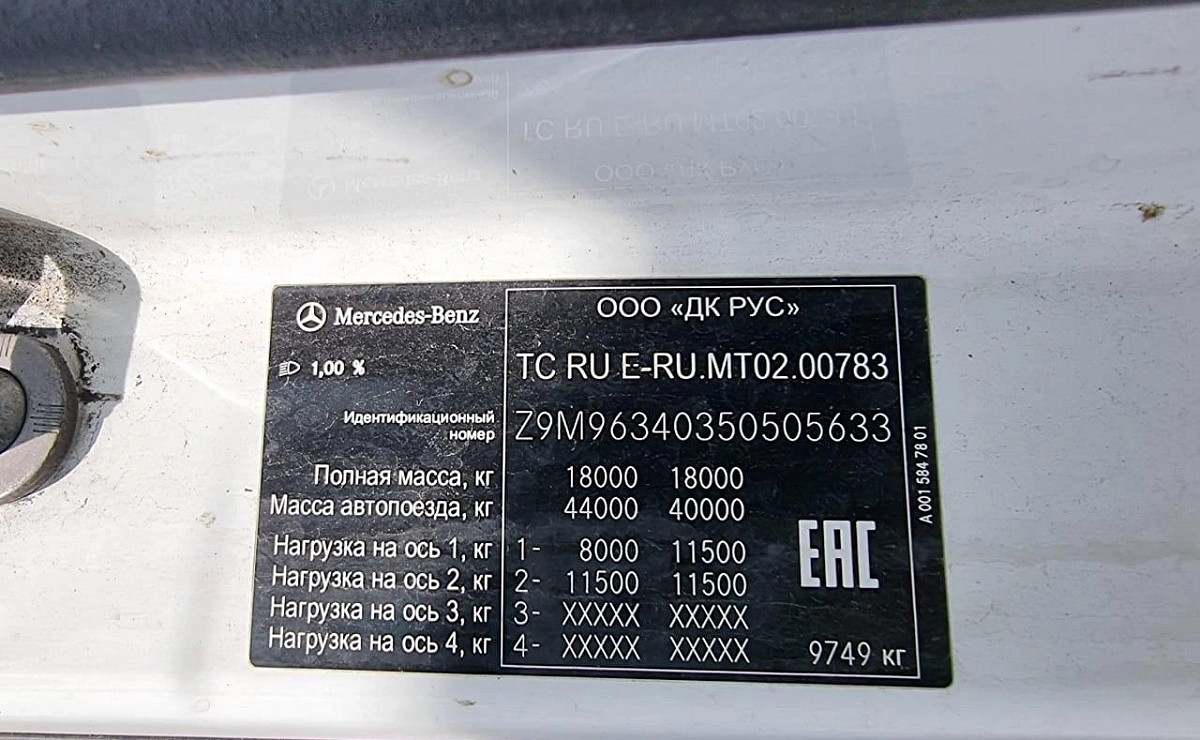 Mercedes-Benz
ООО «ДК РУС»
1,00 %
ТС RU E-RU.MT02.00783
Идентификационный номер
Z9M96340350505633
Полная масса, кг 18000 18000
Масса автопоезда, кг 44000 40000
Нагрузка на ось 1, кг 1- 8000 11500
Нагрузка на ось 2, кг 2- 11500 11500
Нагрузка на ось 3, кг 3- XXXXX XXXXX
Нагрузка на ось 4, кг 4- XXXXX XXXXX
EAC
9749 кг
A 001 584 78 01